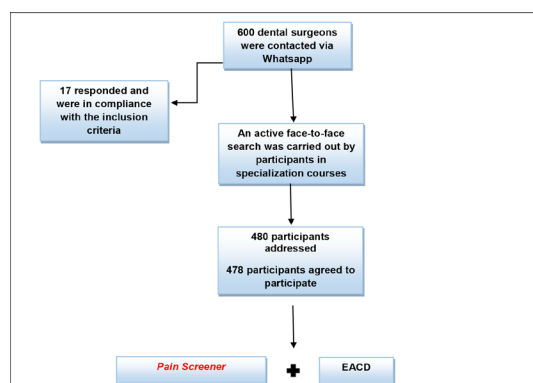 600 dental surgeons
were contacted via
Whatsapp
17 responded and
were in compliance
with the inclusion
criteria
An active face-to-face
search was carried out by
participants in
specialization courses
480 participants
addressed
478 participants agreed to
participate
Pain Screener
EACD